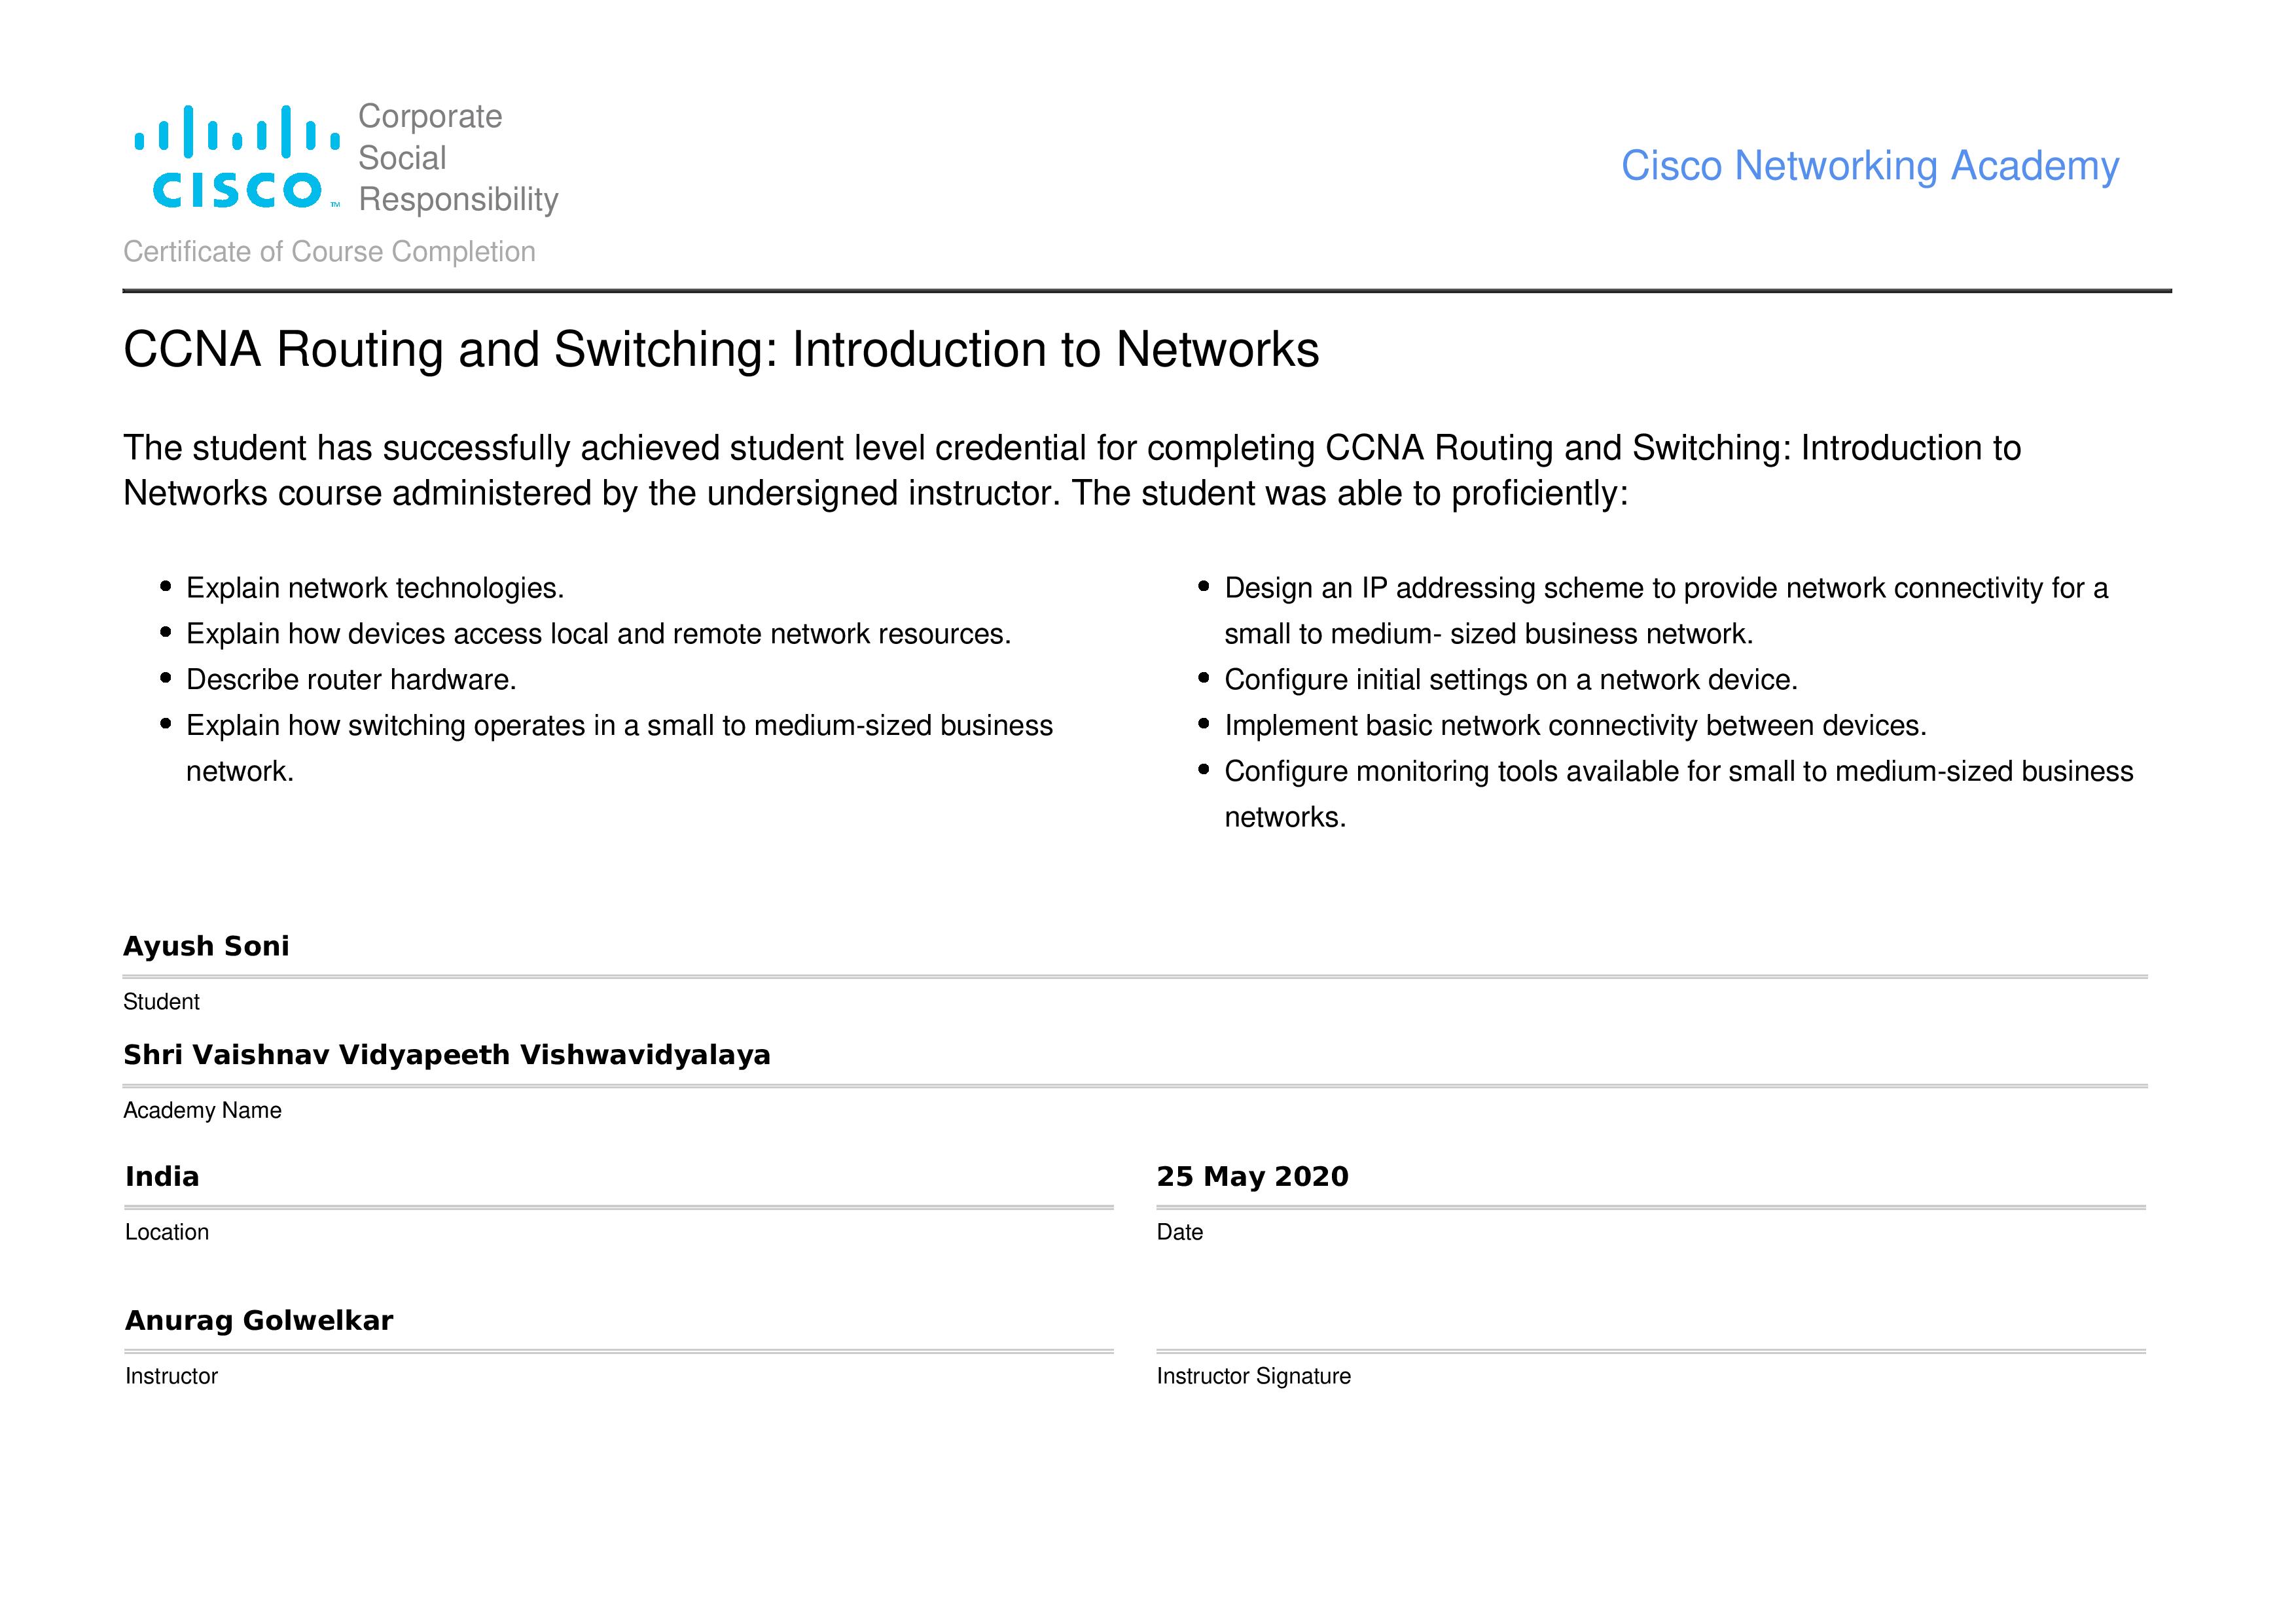 Corporate
Social
Responsibility
CISCO™
Cisco Networking Academy
Certificate of Course Completion
CCNA Routing and Switching: Introduction to Networks
The student has successfully achieved student level credential for completing CCNA Routing and Switching: Introduction to
Networks course administered by the undersigned instructor. The student was able to proficiently:
• Explain network technologies.
• Explain how devices access local and remote network resources.
• Describe router hardware.
• Explain how switching operates in a small to medium-sized business
network.
• Design an IP addressing scheme to provide network connectivity for a
small to medium- sized business network.
• Configure initial settings on a network device.
• Implement basic network connectivity between devices.
• Configure monitoring tools available for small to medium-sized business
networks.
Ayush Soni
Student
Shri Vaishnav Vidyapeeth Vishwavidyalaya
Academy Name
India
Location
25 May 2020
Date
Anurag Golwelkar
Instructor
Instructor Signature